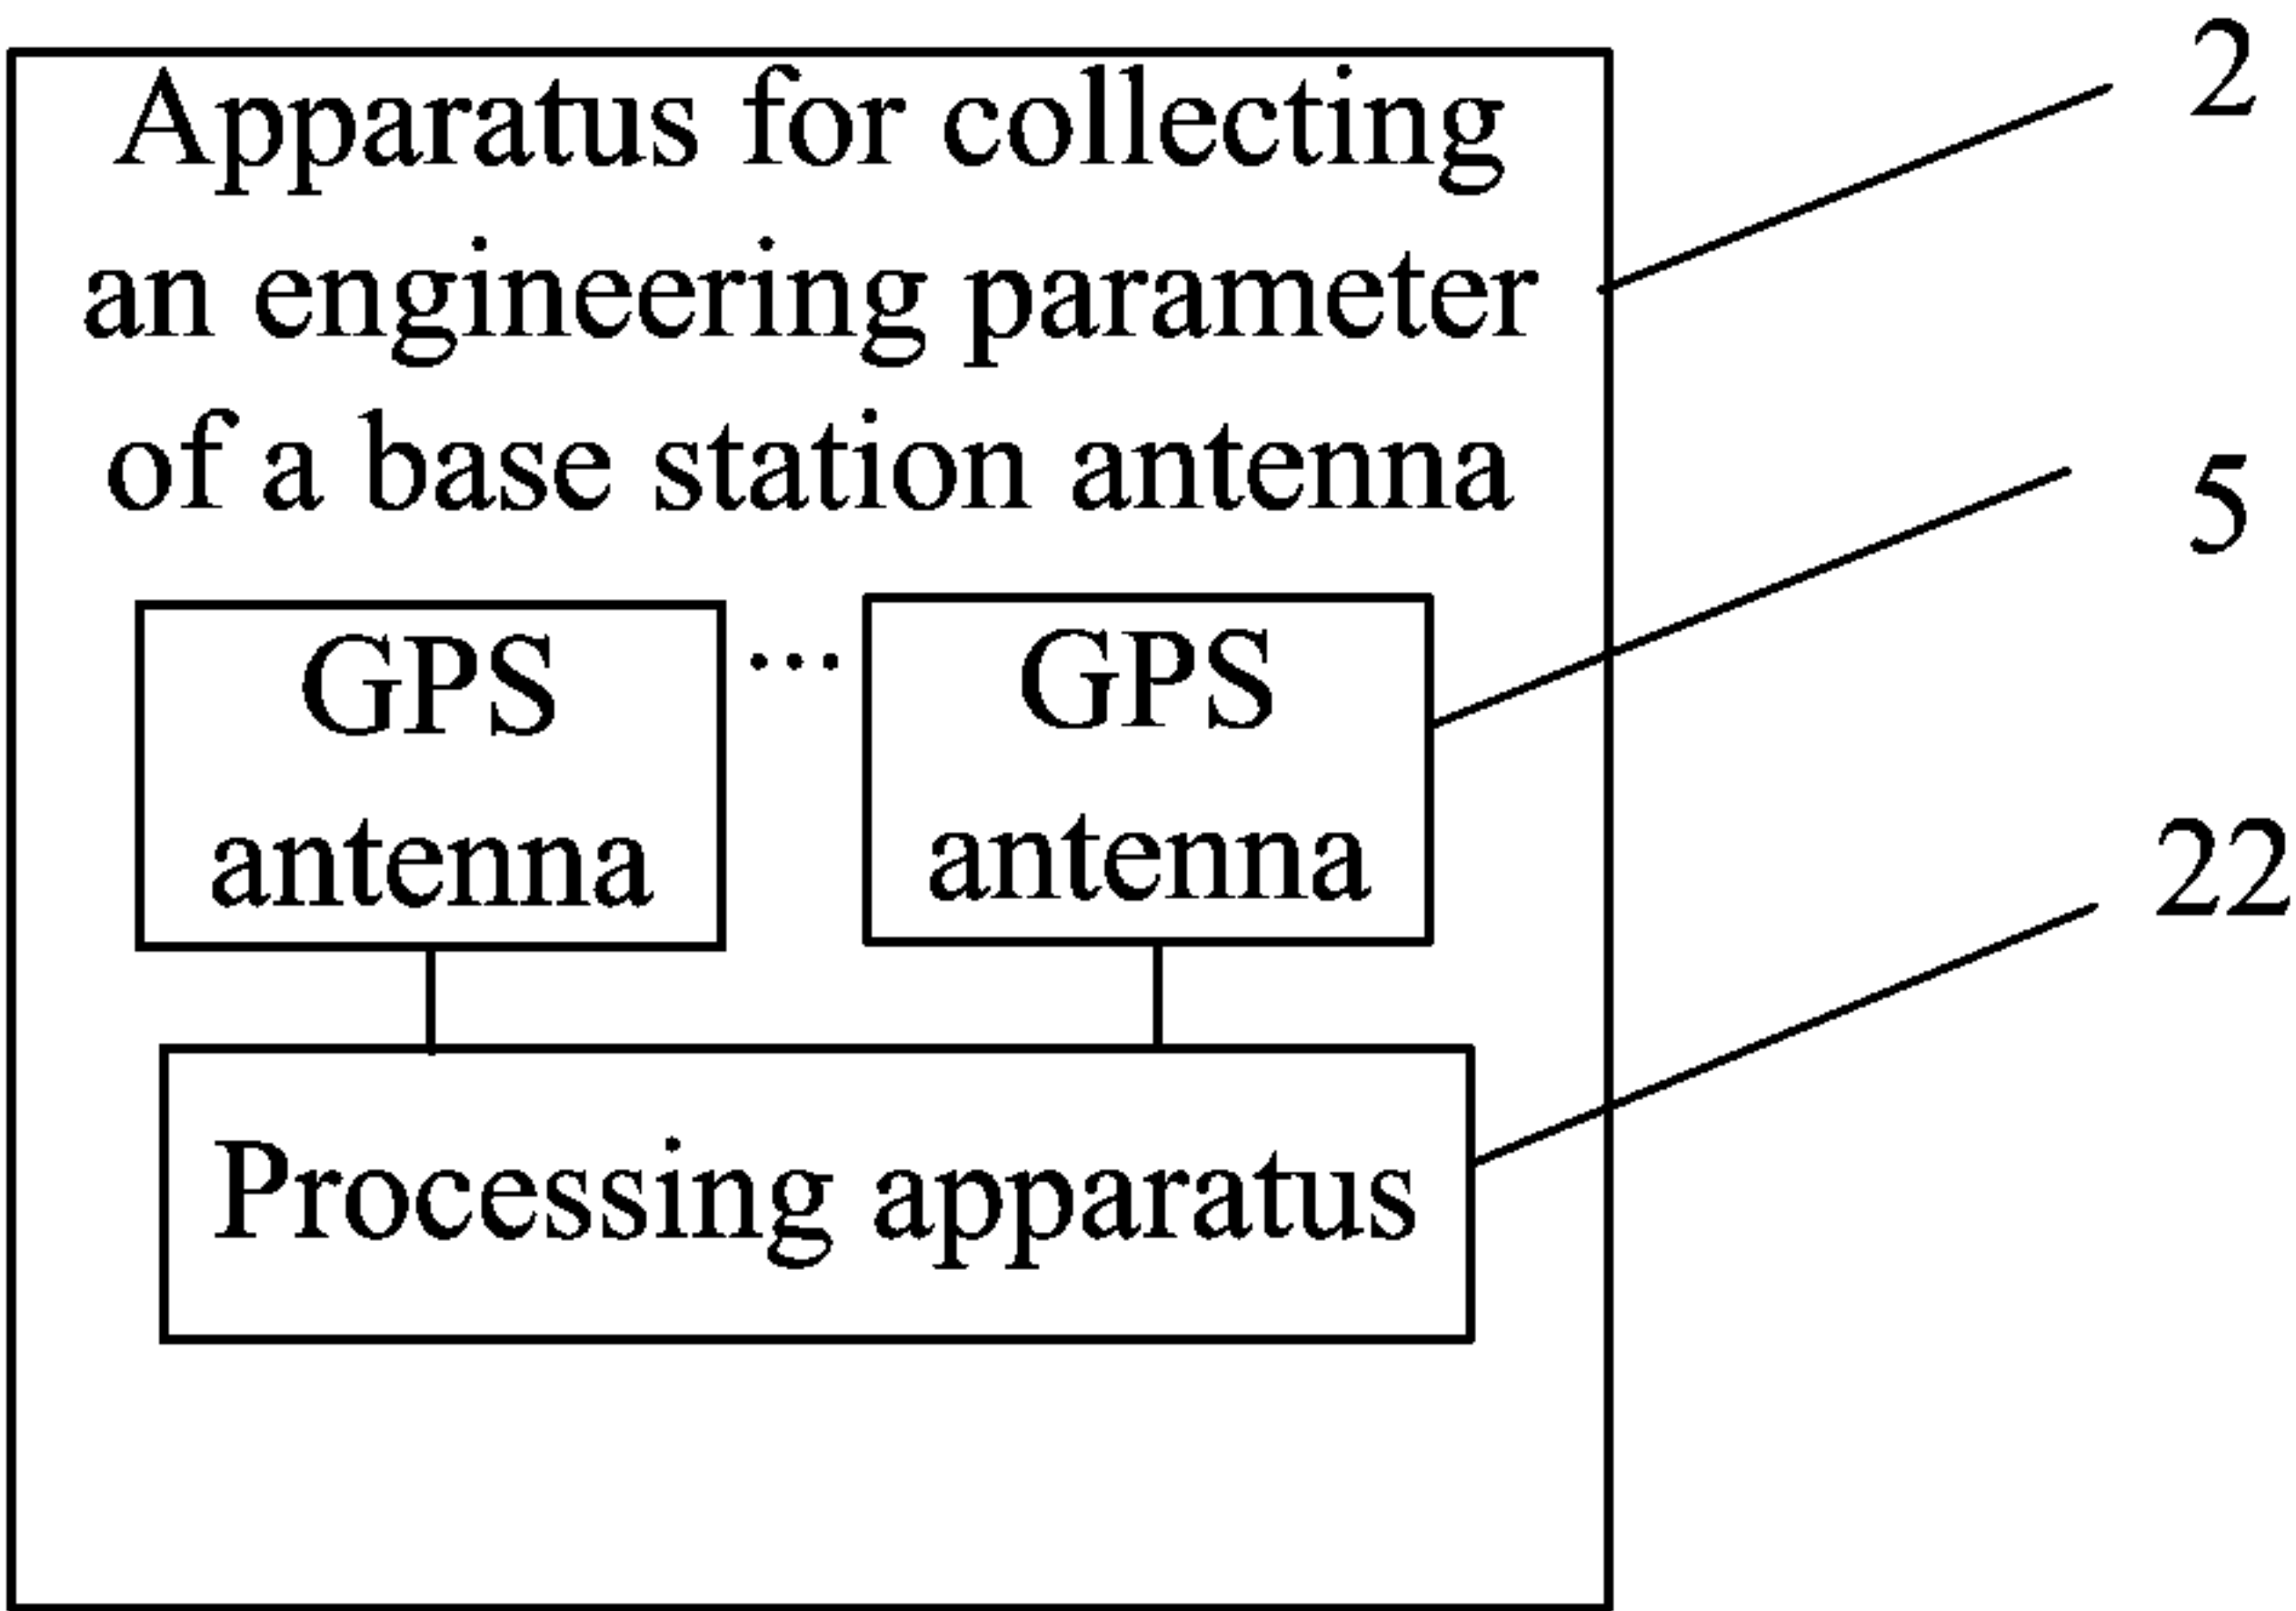 Apparatus for collecting
an engineering parameter
of a base station antenna
2
5
GPS
antenna
...
GPS
antenna
22
Processing apparatus